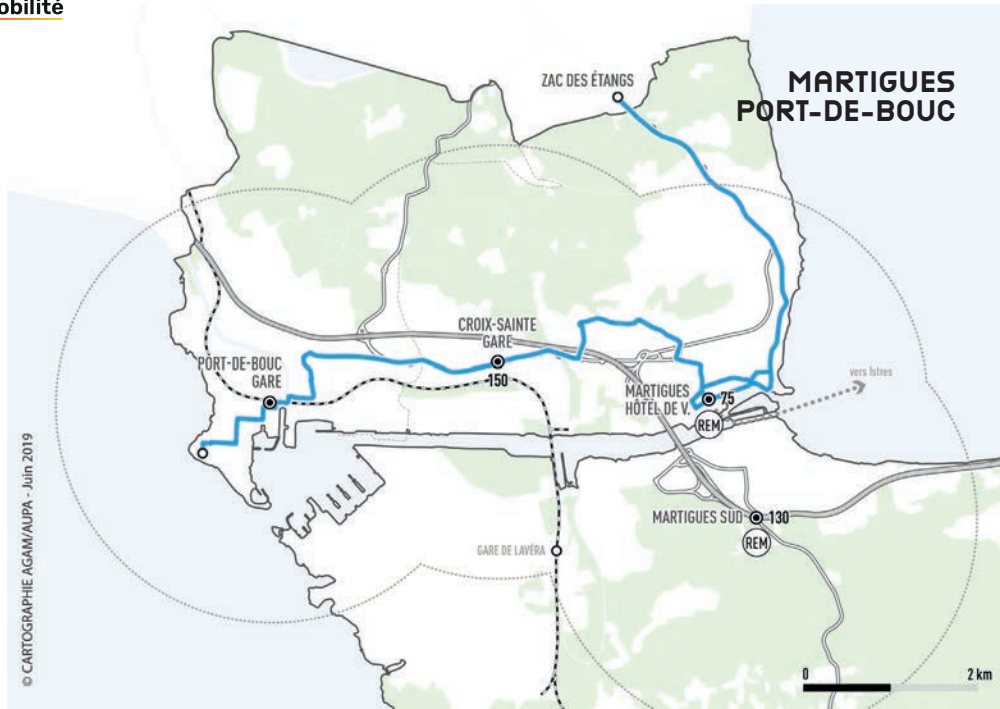 obilité
MARTIGUES
PORT-DE-BOUC
ZAC DES ÉTANGS
CROIX-SAINTE
GARE
150
PORT-DE-BOUC
GARE
vers Istres
MARTIGUES
HÔTEL DE V.
75
REM
MARTIGUES SUD
130
REM
GARE DE LAVÉRA
0
2 km
© CARTOGRAPHIE AGAM/AUPA - Juin 2019